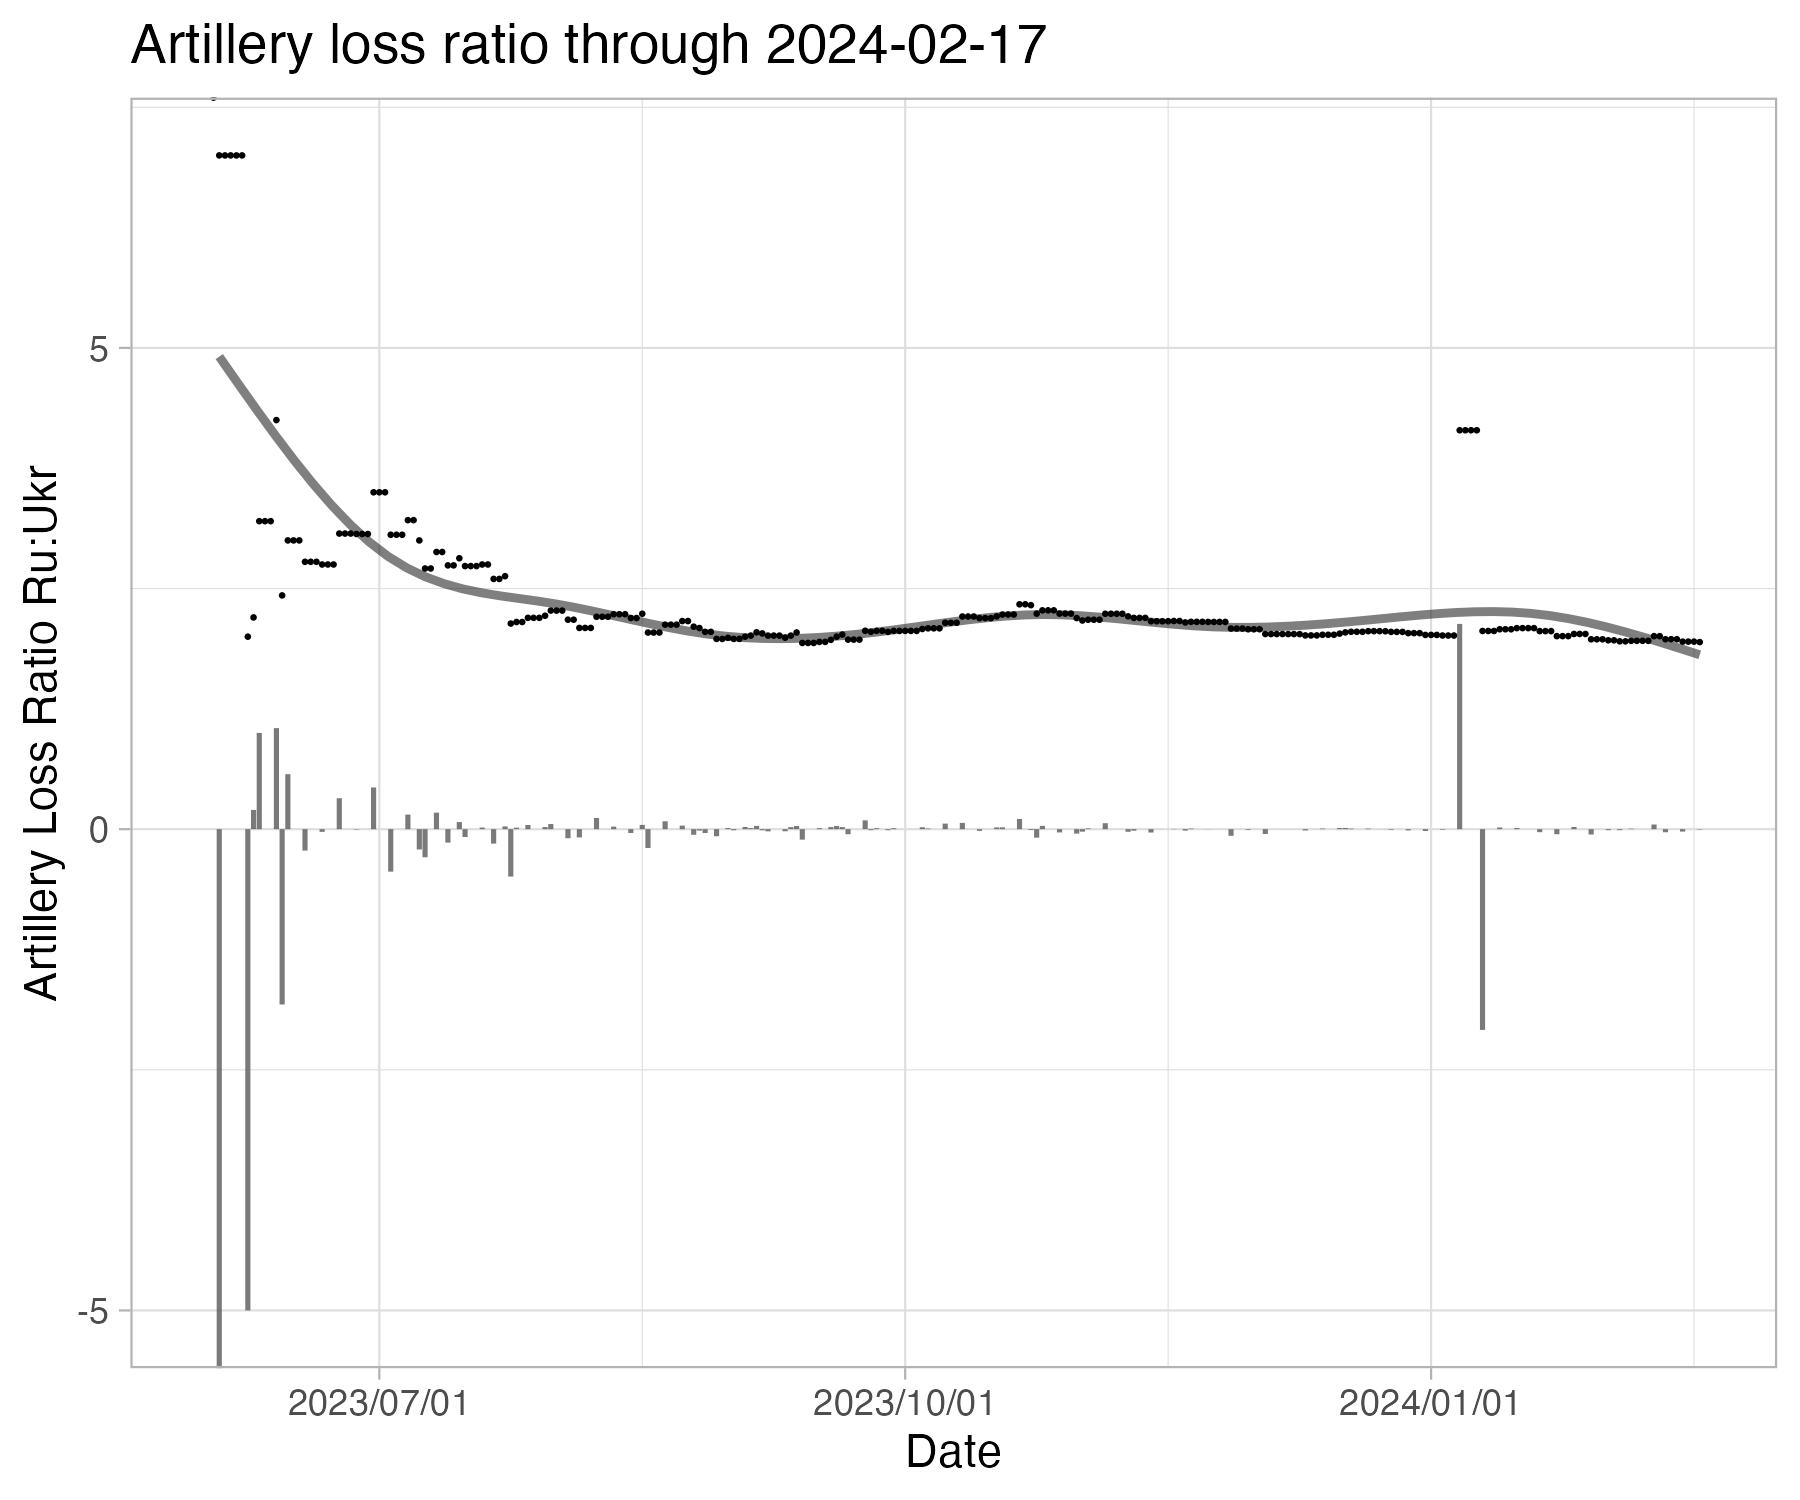 Artillery loss ratio through 2024-02-17
Artillery Loss Ratio Ru:Ukr
5
0
-5
2023/07/01
2023/10/01
2024/01/01
Date